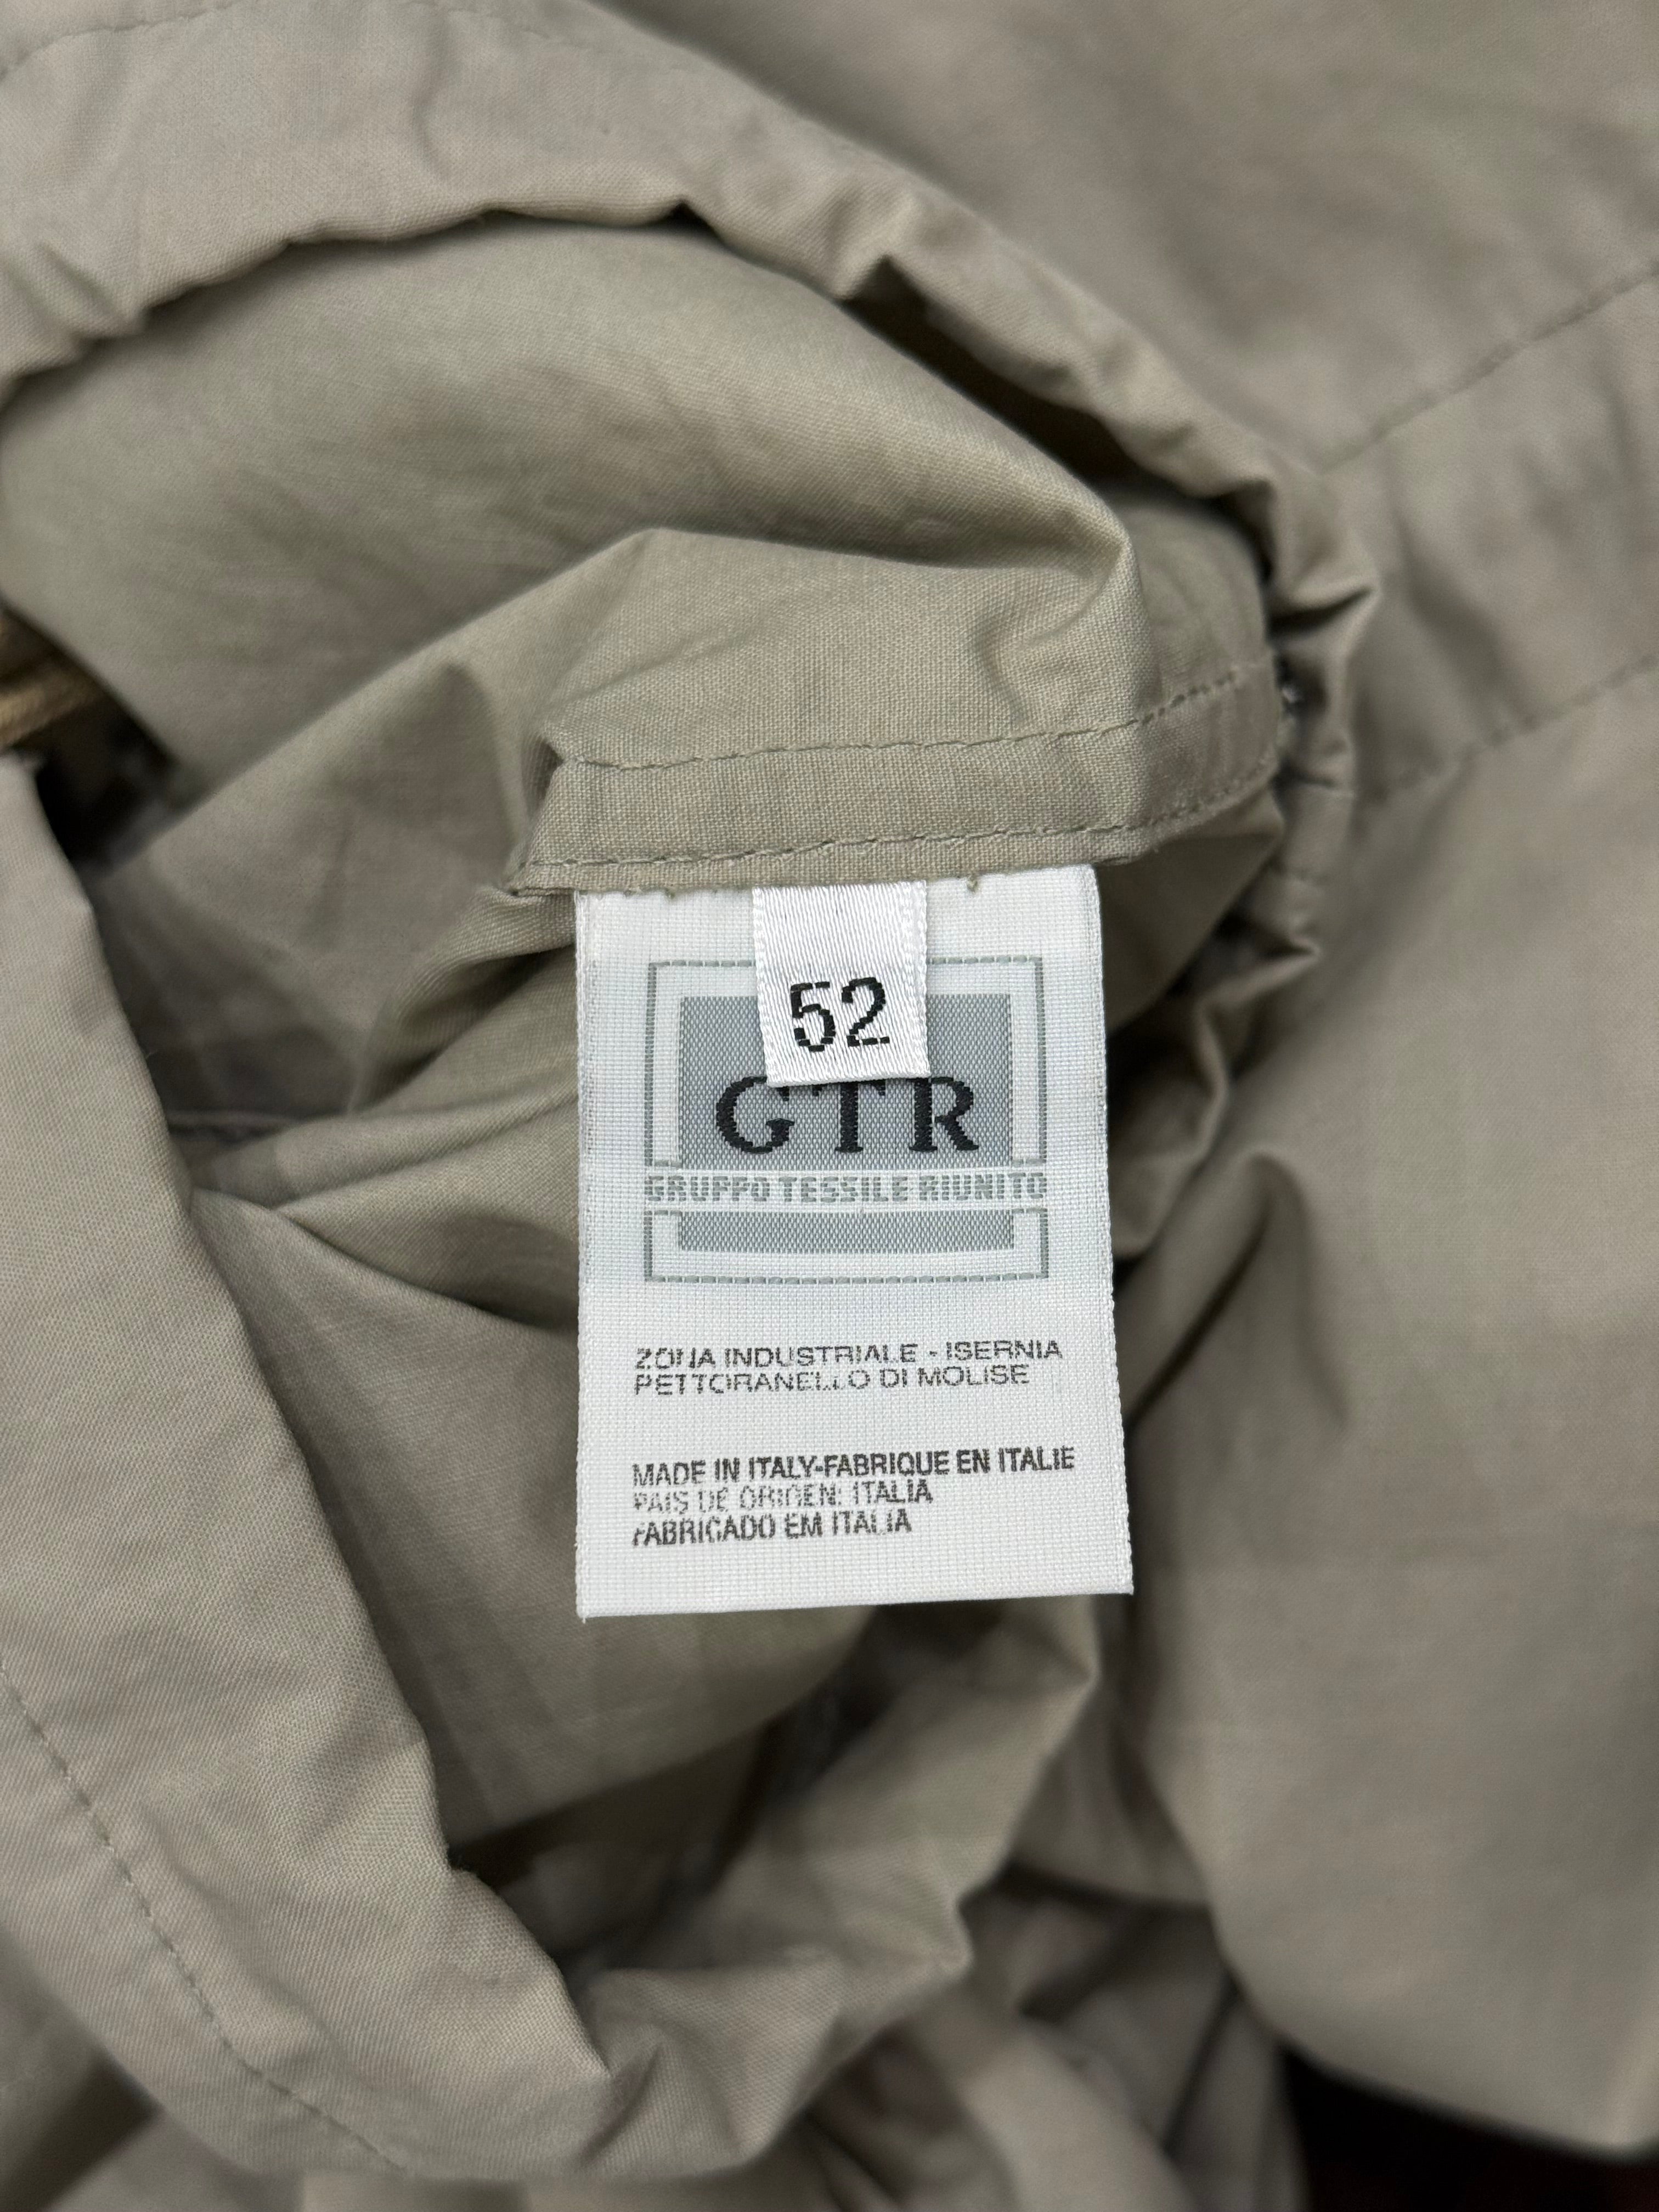 52
GTR
GRUPPO TESSILE RIUNITO
ZONA INDUSTRIALE - ISERNIA
PETTORANELLO DI MOLISE
MADE IN ITALY-FABRIQUE EN ITALIE
PAIS DE ORIGEN: ITALIA
FABRICADO EM ITALIA